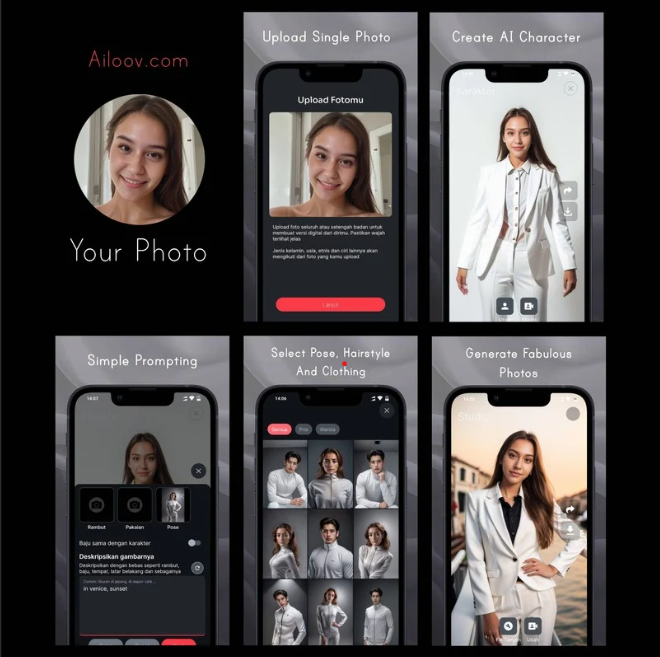 Ailoov.com
Your Photo
Upload Single Photo
Upload Fotomu
Upload foto seluruh atau setengah badan untuk
membuat versi digital dari dirimu. Pastikan wajah
terlihat jelas
Jenis kelamin, usia, etnis dan ciri lainnya akan
mengikuti dari foto yang kamu upload
Lanjut
Create AI Character
Karakter
Simple Prompting
14:07
Rambut
Pakaian
Pose
Baju sama dengan karakter
Deskripsikan gambarnya
Deskripsikan dengan bebas seperti rambut,
baju, tempat, latar belakang dan sebagainya
in venice, sunset
Select Pose, Hairstyle
And Clothing
14:06
Semua
Pria
Wanita
Generate Fabulous
Photos
Studio